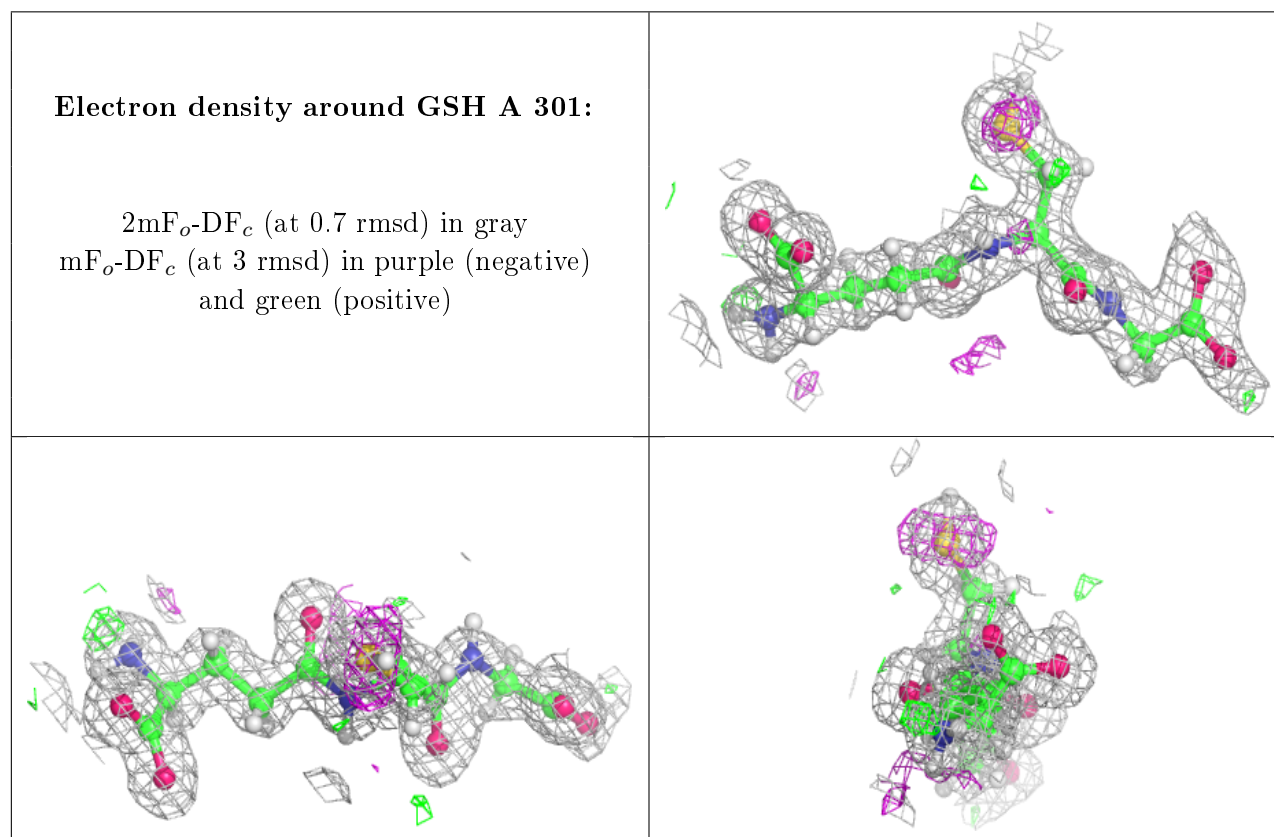 Electron density around GSH A 301:
2mFo-DFc (at 0.7 rmsd) in gray
mFo-DFc (at 3 rmsd) in purple (negative)
and green (positive)